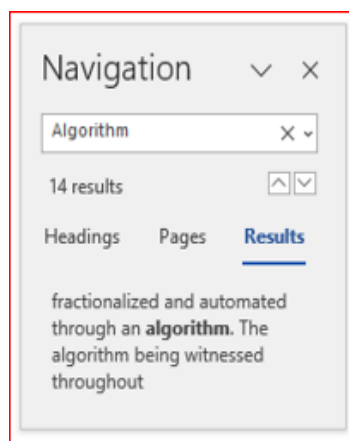 Navigation
Algorithm
14 results
Headings Pages Results
fractionalized and automated
through an algorithm. The
algorithm being witnessed
throughout